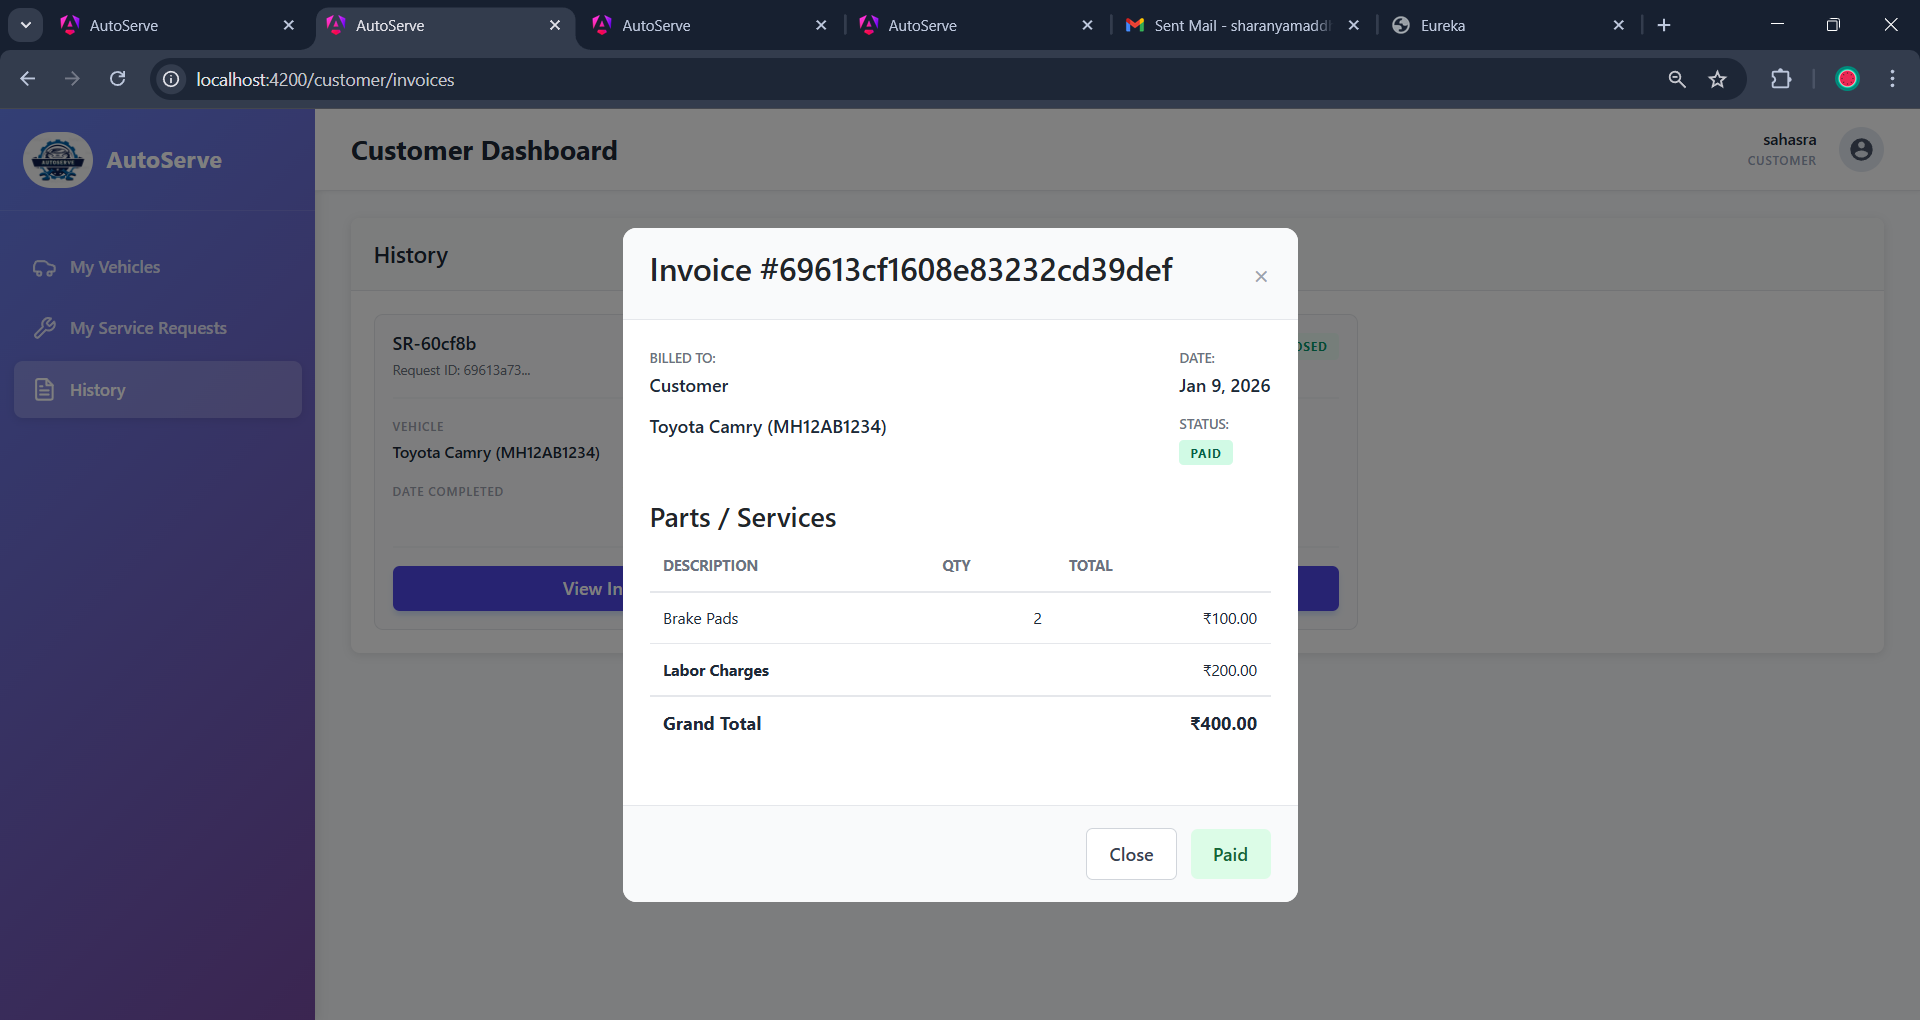 AutoServe
AutoServe
AutoServe
AutoServe
Sent Mail - sharanyamadd
Eureka
localhost:4200/customer/invoices
AUTOSERVE
AutoServe
Customer Dashboard
sahasra
CUSTOMER
My Vehicles
My Service Requests
History
History
SR-60cf8b
Request ID: 69613a73...
VEHICLE
Toyota Camry (MH12AB1234)
DATE COMPLETED
View In
OSED
Invoice #69613cf1608e83232cd39def
BILLED TO:
Customer
Toyota Camry (MH12AB1234)
DATE:
Jan 9, 2026
STATUS:
PAID
Parts / Services
DESCRIPTION QTY TOTAL
Brake Pads 2 ₹100.00
Labor Charges ₹200.00
Grand Total ₹400.00
Close
Paid